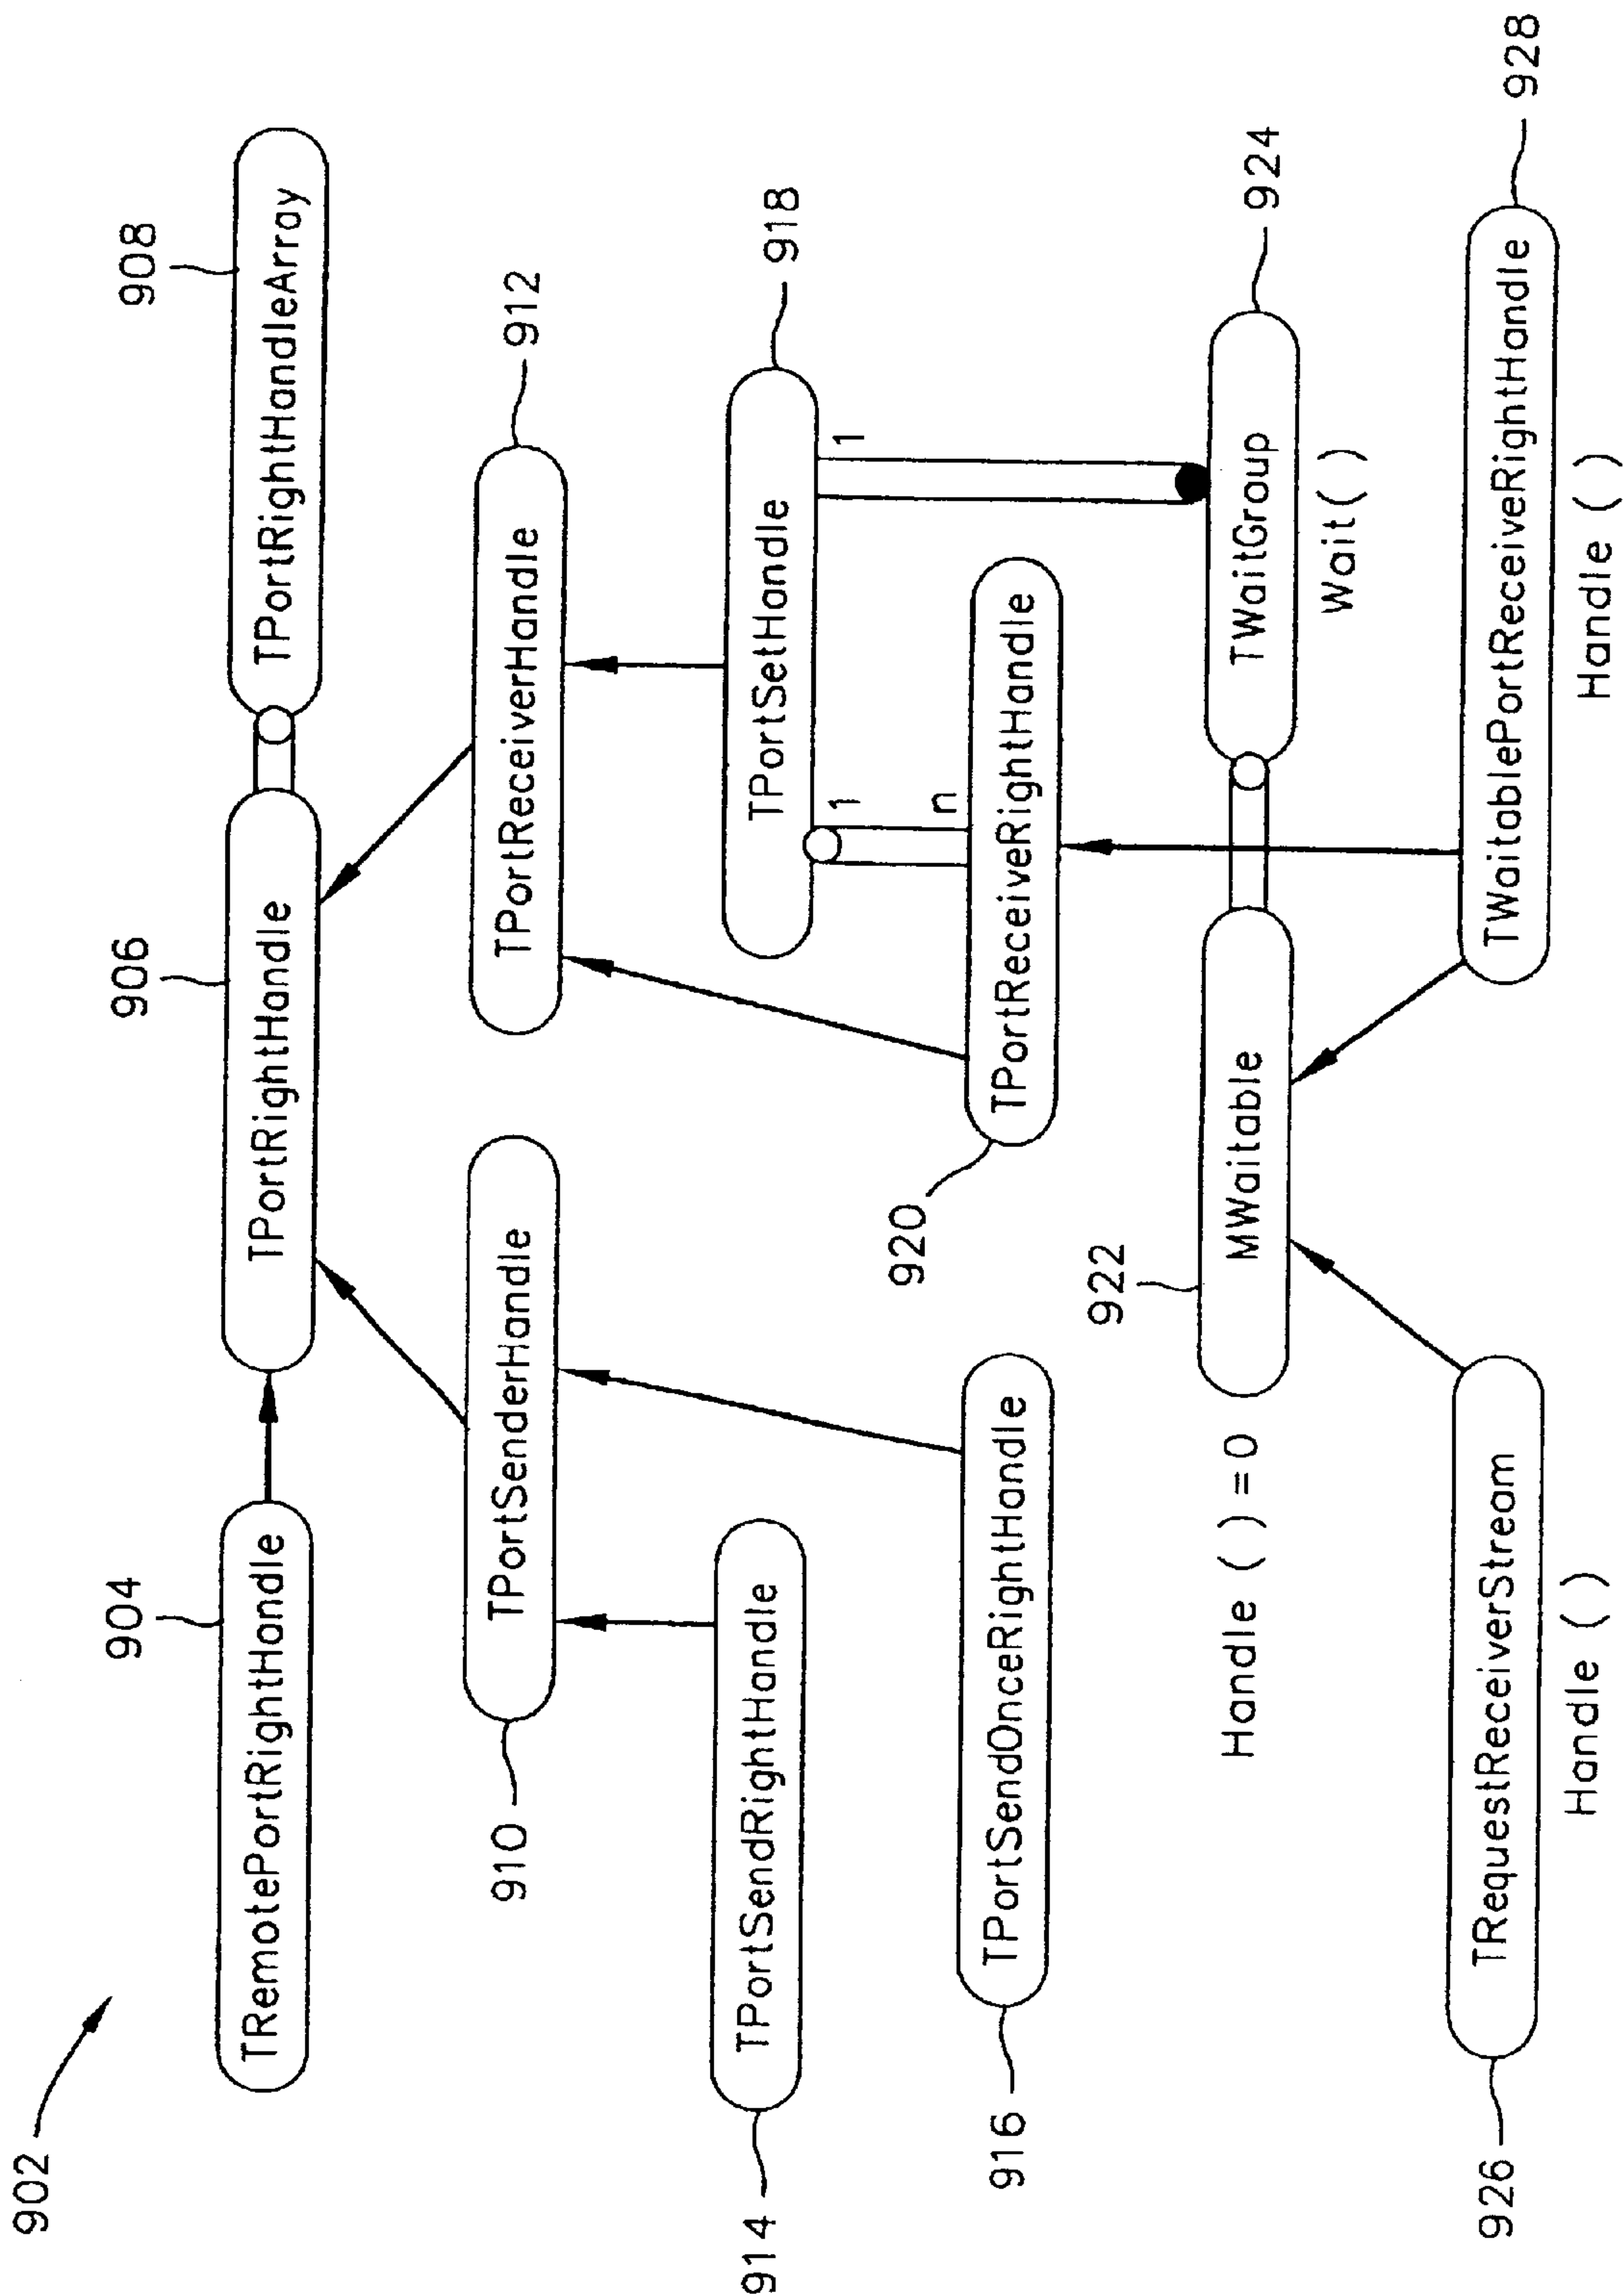 902
904
906
908
TRemotePortRightHandle
TPortRightHandle
TPortRightHandleArray
910
TPortSenderHandle
TPortReceiverHandle
912
914
TPortSendRightHandle
TPortSetHandle
918
1
1
n
916
TPortSendOnceRightHandle
920
TPortReceiveRightHandle
922
Handle ( ) = 0
MWaitable
TWaitGroup
924
Wait( )
926
TRequestReceiverStream
TWaitablePortReceiveRightHandle
928
Handle ( )
Handle ( )